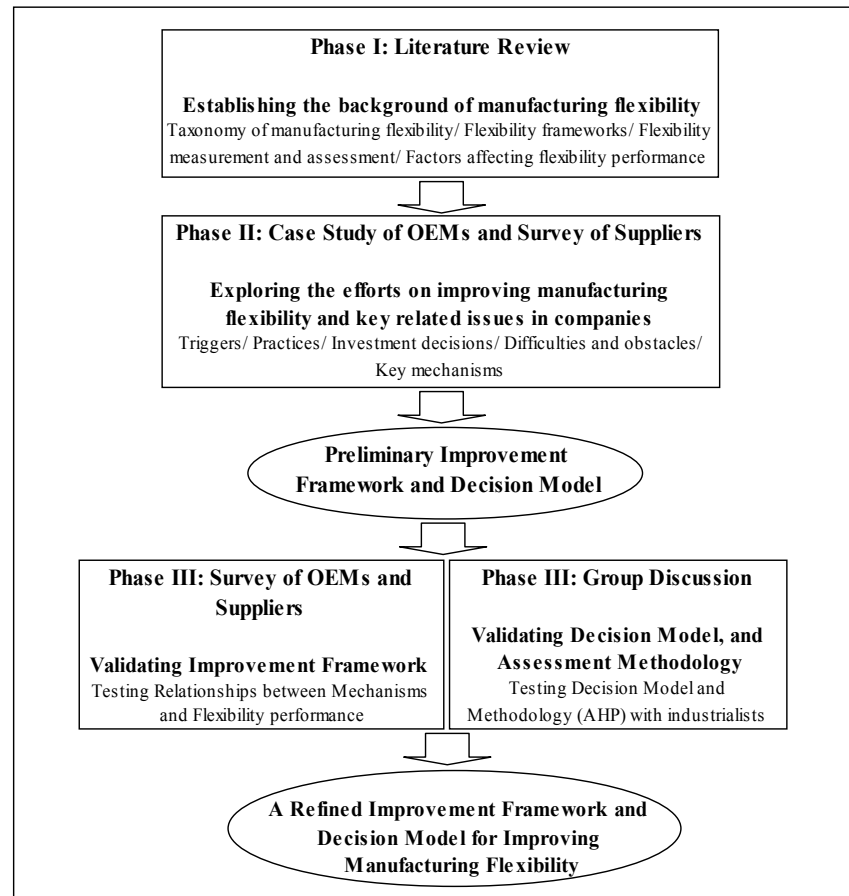 Phase I: Literature Review
Establishing the background of manufacturing flexibility
Taxonomy of manufacturing flexibility/ Flexibility frameworks/ Flexibility
measurement and assessment/ Factors affecting flexibility performance
Phase II: Case Study of OEMs and Survey of Suppliers
Exploring the efforts on improving manufacturing
flexibility and key related issues in companies
Triggers/ Practices/ Investment decisions/ Difficulties and obstacles/
Key mechanisms
Preliminary Improvement
Framework and Decision Model
Phase III: Survey of OEMs and
Suppliers
Validating Improvement Framework
Testing Relationships between Mechanisms
and Flexibility performance
Phase III: Group Discussion
Validating Decision Model, and
Assessment Methodology
Testing Decision Model and
Methodology (AHP) with industrialists
A Refined Improvement Framework and
Decision Model for Improving
Manufacturing Flexibility